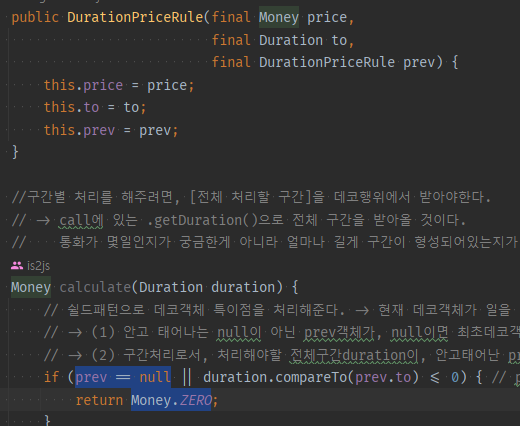 public DurationPriceRule(final Money price,
final Duration to,
final DurationPriceRule prev) {
this.price = price;
this.to = to;
this.prev = prev;
}
//구간별 처리를 해주려면, [전체 처리할 구간]을 데코행위에서 받아야한다.
// → call에 있는 .getDuration()으로 전체 구간을 받아올 것이다.
// 통화가 몇일인지가 궁금한게 아니라 얼마나 길게 구간이 형성되어있는지가
is2js
Money calculate(Duration duration) {
// 쉴드패턴으로 데코객체 특이점을 처리해준다. → 현재 데코객체가 일을
// → (1) 안고 태어나는 null이 아닌 prev객체가, null이면 최초데코객
// → (2) 구간처리로서, 처리해야할 전체구간duration이, 안고태어난 pr
if (prev == null || duration.compareTo(prev.to) <= 0) { // p
return Money.ZERO;
}